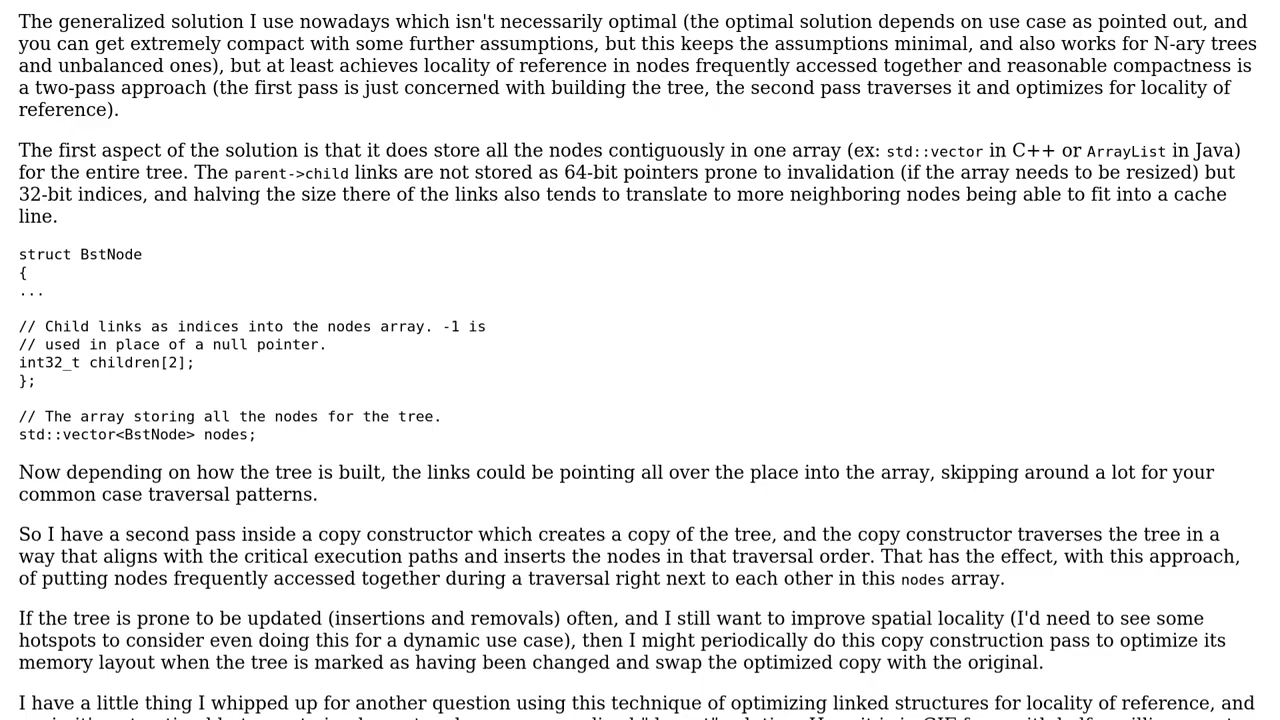 The generalized solution I use nowadays which isn't necessarily optimal (the optimal solution depends on use case as pointed out, and
you can get extremely compact with some further assumptions, but this keeps the assumptions minimal, and also works for N-ary trees
and unbalanced ones), but at least achieves locality of reference in nodes frequently accessed together and reasonable compactness is
a two-pass approach (the first pass is just concerned with building the tree, the second pass traverses it and optimizes for locality of
reference).
The first aspect of the solution is that it does store all the nodes contiguously in one array (ex: std::vector in C++ or ArrayList in Java)
for the entire tree. The parent->child links are not stored as 64-bit pointers prone to invalidation (if the array needs to be resized) but
32-bit indices, and halving the size there of the links also tends to translate to more neighboring nodes being able to fit into a cache
line.
struct BstNode
{
...
// Child links as indices into the nodes array. -1 is
// used in place of a null pointer.
int32_t children[2];
};
// The array storing all the nodes for the tree.
std::vector<BstNode> nodes;
Now depending on how the tree is built, the links could be pointing all over the place into the array, skipping around a lot for your
common case traversal patterns.
So I have a second pass inside a copy constructor which creates a copy of the tree, and the copy constructor traverses the tree in a
way that aligns with the critical execution paths and inserts the nodes in that traversal order. That has the effect, with this approach,
of putting nodes frequently accessed together during a traversal right next to each other in this nodes array.
If the tree is prone to be updated (insertions and removals) often, and I still want to improve spatial locality (I'd need to see some
hotspots to consider even doing this for a dynamic use case), then I might periodically do this copy construction pass to optimize its
memory layout when the tree is marked as having been changed and swap the optimized copy with the original.
I have a little thing I whipped up for another question using this technique of optimizing linked structures for locality of reference, and